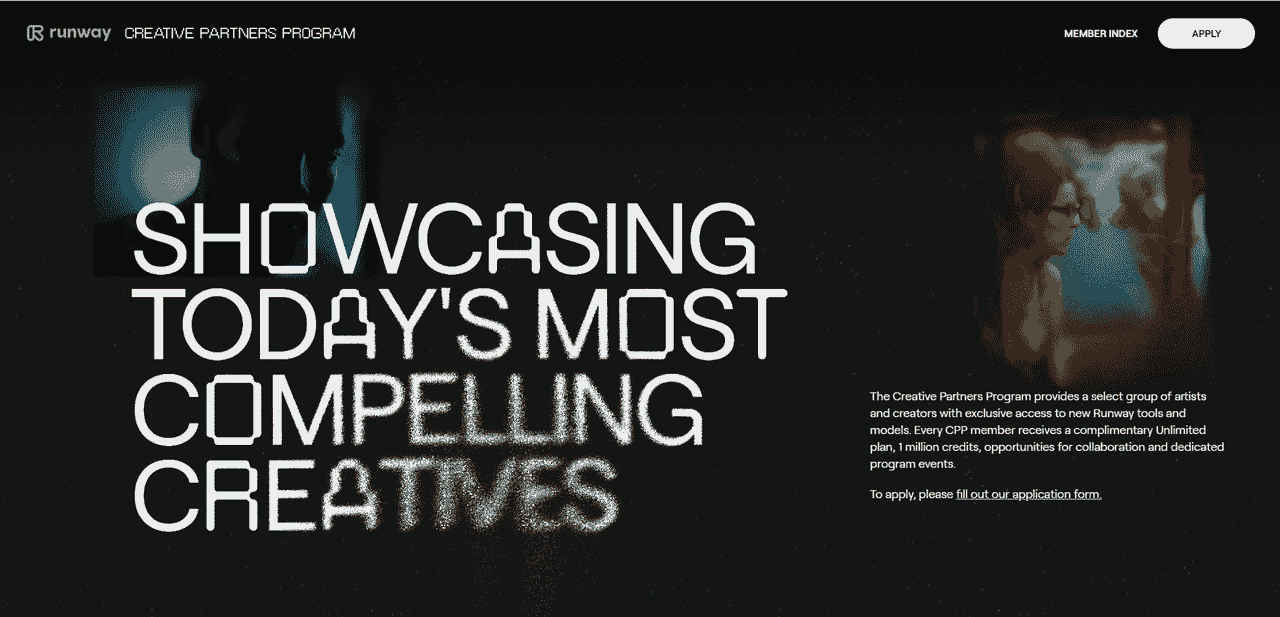 runway CREATIVE PARTNERS PROGRAM
MEMBER INDEX
APPLY
SHOWCASING
TODAY'S MOST
COMPELLING
CREATIVES
The Creative Partners Program provides a select group of artists
and creators with exclusive access to new Runway tools and
models. Every CPP member receives a complimentary Unlimited
plan, 1 million credits, opportunities for collaboration and dedicated
program events.
To apply, please fill out our application form.